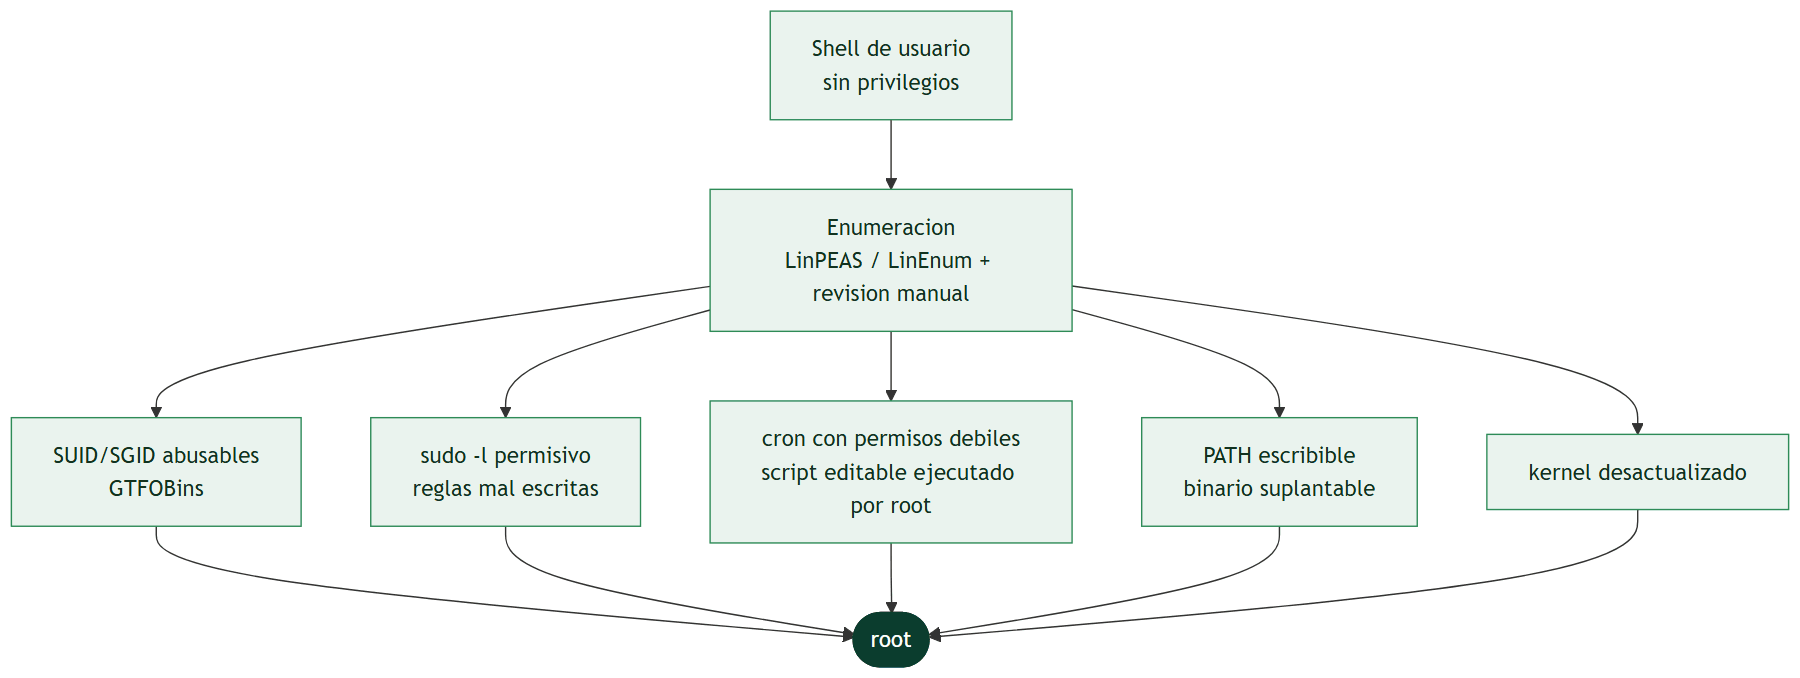 Shell de usuario
sin privilegios
Enumeracion
LinPEAS / LinEnum +
revision manual
SUID/SGID abusables
GTFOBins
sudo -l permisivo
reglas mal escritas
cron con permisos debiles
script editable ejecutado
por root
PATH escribible
binario suplantable
kernel desactualizado
root